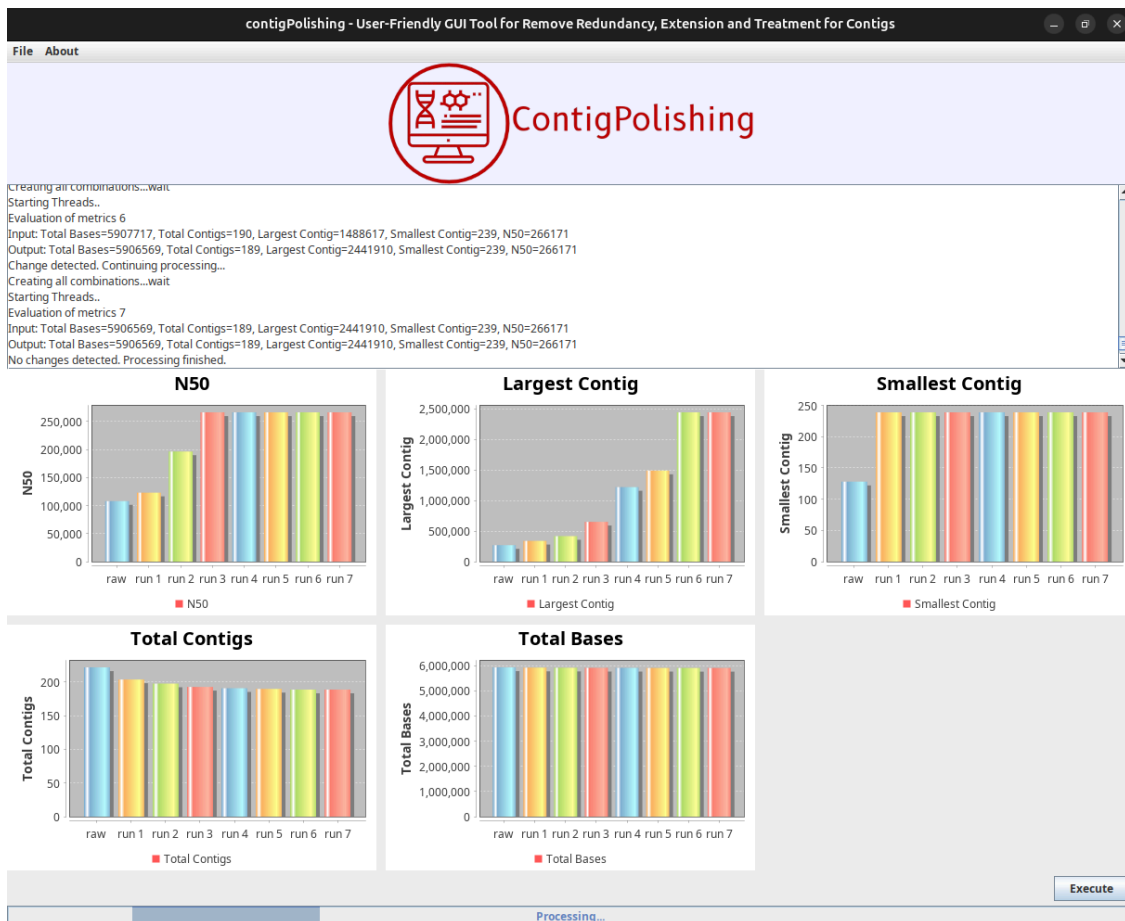 contigPolishing - User-Friendly GUI Tool for Remove Redundancy, Extension and Treatment for Contigs
File About
ContigPolishing
Creating all combinations...wait
Starting Threads..
Evaluation of metrics 6
Input: Total Bases=5907717, Total Contigs=190, Largest Contig=1488617, Smallest Contig=239, N50=266171
Output: Total Bases=5906569, Total Contigs=189, Largest Contig=2441910, Smallest Contig=239, N50=266171
Change detected. Continuing processing...
Creating all combinations...wait
Starting Threads..
Evaluation of metrics 7
Input: Total Bases=5906569, Total Contigs=189, Largest Contig=2441910, Smallest Contig=239, N50=266171
Output: Total Bases=5906569, Total Contigs=189, Largest Contig=2441910, Smallest Contig=239, N50=266171
No changes detected. Processing finished.
N50
N50
250,000
200,000
150,000
100,000
50,000
0
raw run 1 run 2 run 3 run 4 run 5 run 6 run 7
N50
Largest Contig
Largest Contig
2,500,000
2,000,000
1,500,000
1,000,000
500,000
0
raw run 1 run 2 run 3 run 4 run 5 run 6 run 7
Largest Contig
Smallest Contig
Smallest Contig
250
200
150
100
50
0
raw run 1 run 2 run 3 run 4 run 5 run 6 run 7
Smallest Contig
Total Contigs
Total Contigs
200
150
100
50
0
raw run 1 run 2 run 3 run 4 run 5 run 6 run 7
Total Contigs
Total Bases
Total Bases
6,000,000
5,000,000
4,000,000
3,000,000
2,000,000
1,000,000
0
raw run 1 run 2 run 3 run 4 run 5 run 6 run 7
Total Bases
Execute
Processing...